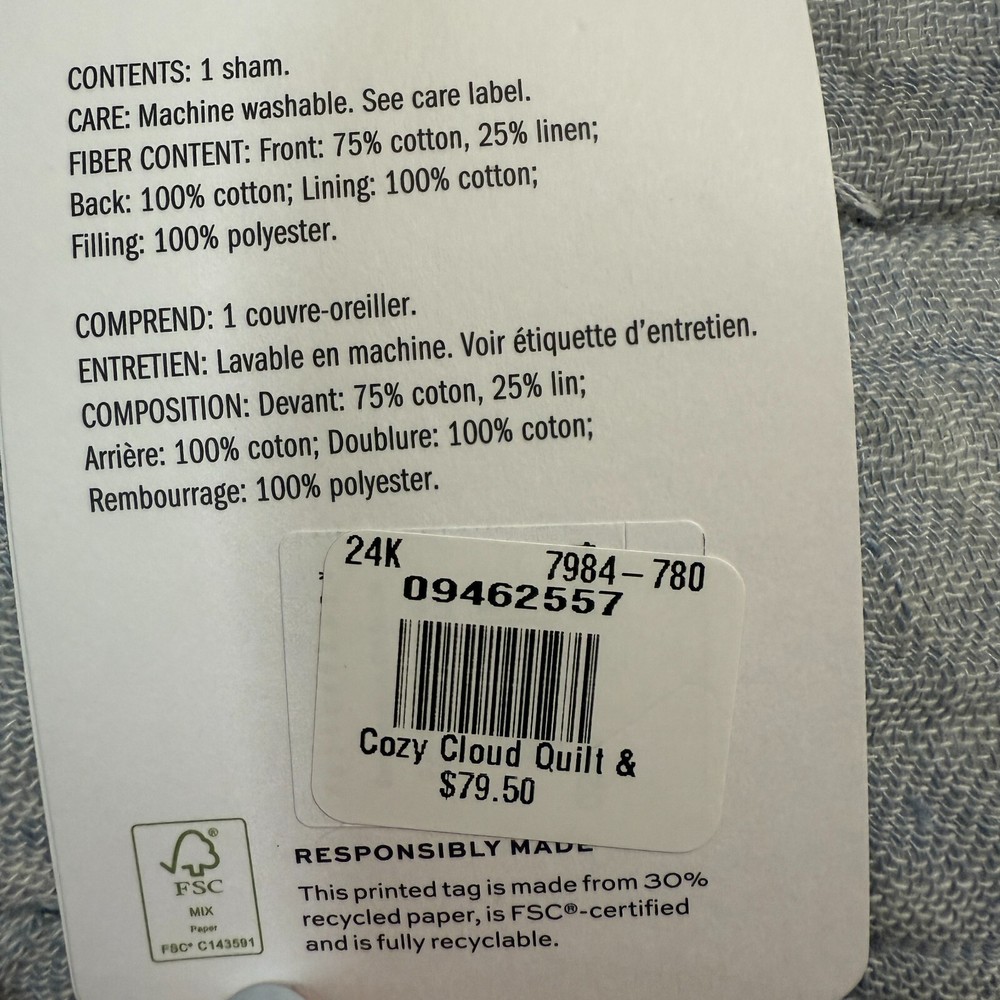 CONTENTS: 1 sham.
CARE: Machine washable. See care label.
FIBER CONTENT: Front: 75% cotton, 25% linen;
Back: 100% cotton; Lining: 100% cotton;
Filling: 100% polyester.
COMPREND: 1 couvre-oreiller.
ENTRETIEN: Lavable en machine. Voir étiquette d'entretien.
COMPOSITION: Devant: 75% coton, 25% lin;
Arrière: 100% coton; Doublure: 100% coton;
Rembourrage: 100% polyester.
24K 7984-780
09462557
Cozy Cloud Quilt &
$79.50
RESPONSIBLY MADE
This printed tag is made from 30%
recycled paper, is FSC®-certified
and is fully recyclable.
®
FSC
MIX
Paper
FSC® C143591